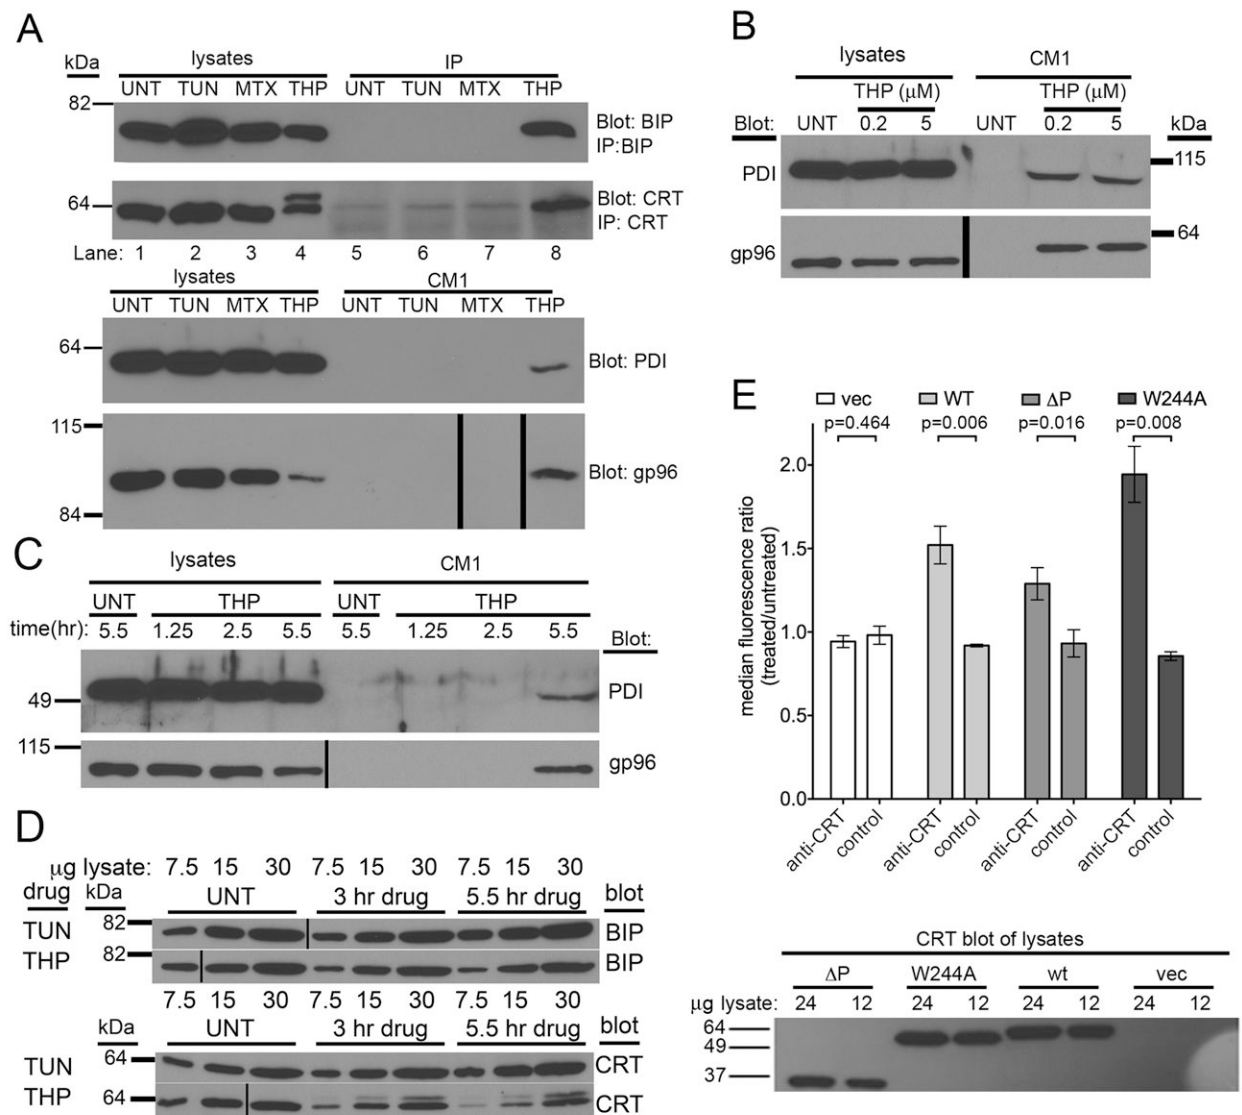 A
lysates IP
kDa UNT TUN MTX THP UNT TUN MTX THP
82
Blot: BIP
IP:BIP
64
Blot: CRT
IP: CRT
Lane: 1 2 3 4 5 6 7 8
lysates CM1
UNT TUN MTX THP UNT TUN MTX THP
64
Blot: PDI
115
Blot: gp96
84
B
lysates CM1
THP (μM) THP (μM)
Blot: UNT 0.2 5 UNT 0.2 5 kDa
PDI 115
gp96 64
C
lysates CM1
UNT THP UNT THP
time(hr): 5.5 1.25 2.5 5.5 5.5 1.25 2.5 5.5 Blot:
49 PDI
115 gp96
D
μg lysate: 7.5 15 30 7.5 15 30 7.5 15 30
drug kDa UNT 3 hr drug 5.5 hr drug blot
TUN 82 BIP
THP 82 BIP
7.5 15 30 7.5 15 30 7.5 15 30
kDa UNT 3 hr drug 5.5 hr drug blot
TUN 64 CRT
THP 64 CRT
E
vec WT ΔP W244A
p=0.464 p=0.006 p=0.016 p=0.008
median fluorescence ratio
(treated/untreated)
2.0
1.5
1.0
0.5
0.0
anti-CRT control anti-CRT control anti-CRT control anti-CRT control
CRT blot of lysates
ΔP W244A wt vec
μg lysate: 24 12 24 12 24 12 24 12
64
49
37